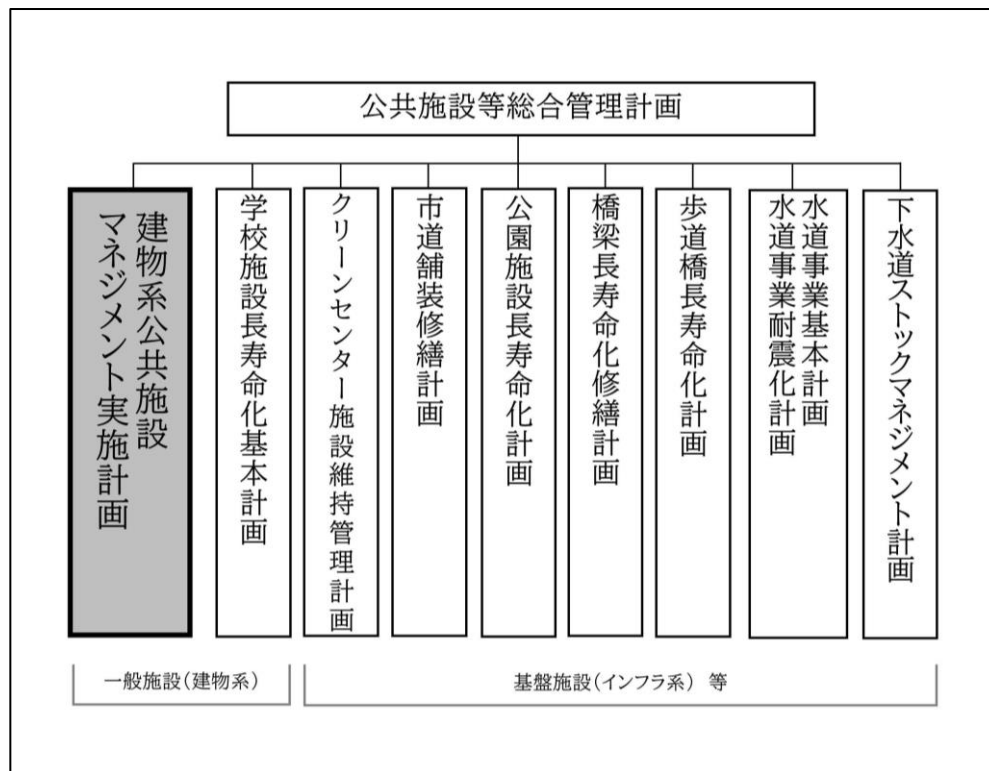 公共施設等総合管理計画
建物系公共施設
マネジメント実施計画
学校施設長寿命化基本計画
クリーンセンター施設維持管理計画
市道舗装修繕計画
公園施設長寿命化計画
橋梁長寿命化修繕計画
歩道橋長寿命化計画
水道事業基本計画
水道事業耐震化計画
下水道ストックマネジメント計画
一般施設(建物系)
基盤施設(インフラ系) 等